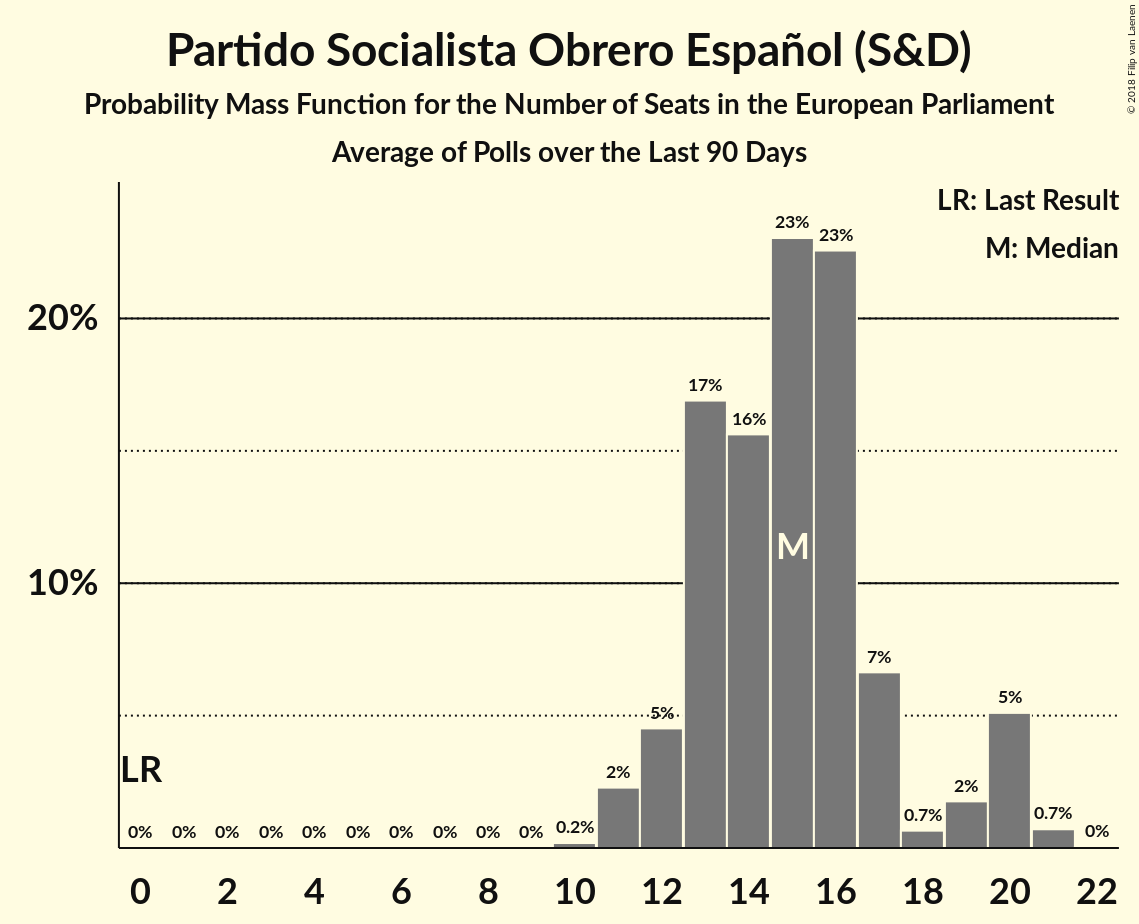 Partido Socialista Obrero Español (S&D)
Probability Mass Function for the Number of Seats in the European Parliament
Average of Polls over the Last 90 Days
© 2018 Filip van Laenen
LR: Last Result
M: Median
20%
10%
LR
0% 0% 0% 0% 0% 0% 0% 0% 0% 0% 0.2% 2% 5% 17% 16% 23% 23% 7% 0.7% 2% 5% 0.7% 0%
M
0 2 4 6 8 10 12 14 16 18 20 22